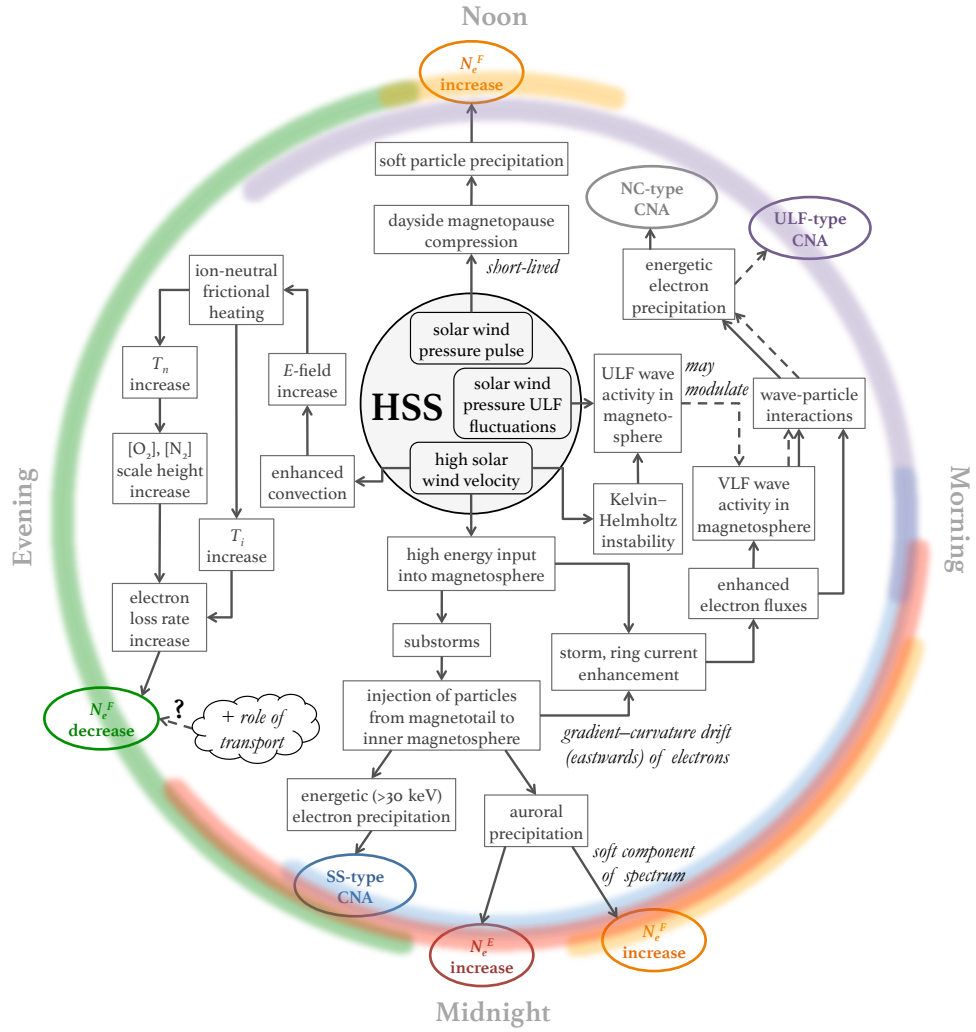 Noon
N_e^F
increase
soft particle precipitation
NC-type
CNA
ULF-type
CNA
dayside magnetopause
compression
short-lived
ion-neutral
frictional
heating
energetic
electron
precipitation
solar wind
pressure pulse
T_n
increase
E-field
increase
HSS
solar wind
pressure ULF
fluctuations
ULF wave
activity in
magneto-
sphere
may
modulate
wave-particle
interactions
[O₂], [N₂]
scale height
increase
enhanced
convection
high solar
wind velocity
Kelvin–
Helmholtz
instability
VLF wave
activity in
magnetosphere
Evening
Morning
T_i
increase
high energy input
into magnetosphere
enhanced
electron fluxes
electron
loss rate
increase
substorms
storm, ring current
enhancement
N_e^F
decrease
?
+ role of
transport
injection of particles
from magnetotail to
inner magnetosphere
gradient–curvature drift
(eastwards) of electrons
energetic (>30 keV)
electron precipitation
auroral
precipitation
soft component
of spectrum
SS-type
CNA
N_e^E
increase
N_e^F
increase
Midnight